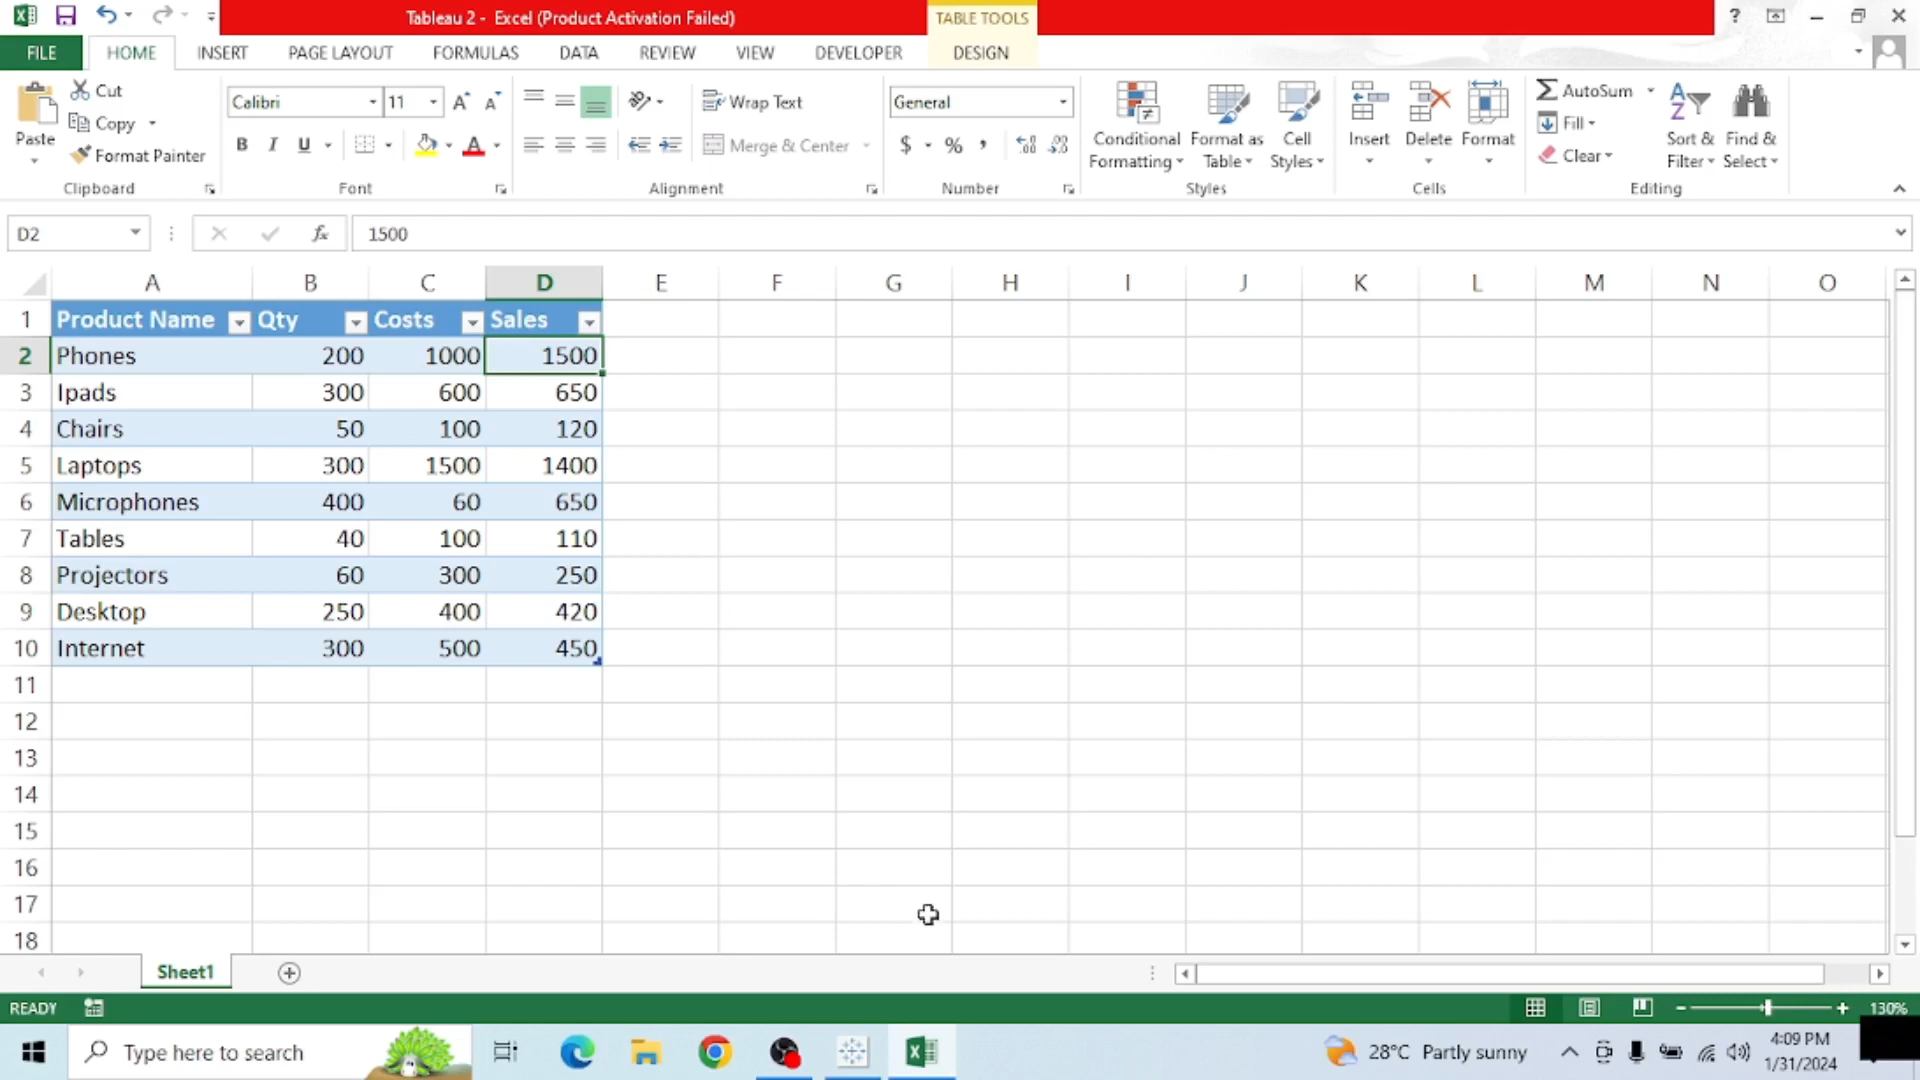 Tableau 2 - Excel (Product Activation Failed)
TABLE TOOLS
?
FILE HOME INSERT PAGE LAYOUT FORMULAS DATA REVIEW VIEW DEVELOPER DESIGN
Paste
Cut
Copy
Format Painter
Clipboard
Calibri 11
B I U
Font
Wrap Text
Merge & Center
Alignment
General
$ % ,
Number
Conditional Formatting
Format as Table
Cell Styles
Styles
Insert
Delete
Format
Cells
AutoSum
Fill
Clear
Sort & Filter
Find & Select
Editing
D2 fx 1500
A B C D E F G H I J K L M N O
1 Product Name Qty Costs Sales
2 Phones 200 1000 1500
3 Ipads 300 600 650
4 Chairs 50 100 120
5 Laptops 300 1500 1400
6 Microphones 400 60 650
7 Tables 40 100 110
8 Projectors 60 300 250
9 Desktop 250 400 420
10 Internet 300 500 450
11
12
13
14
15
16
17
18
Sheet1
READY 130%
Type here to search
28°C Partly sunny
4:09 PM
1/31/2024